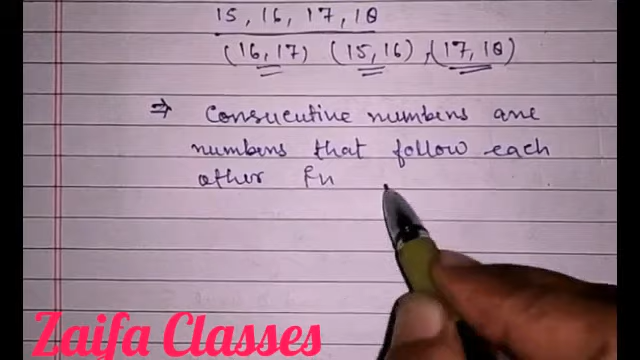 15, 16, 17, 18
(16, 17) (15, 16), (17, 18)
⇒ Consecutive numbers are
numbers that follow each
other in
Zaifa Classes